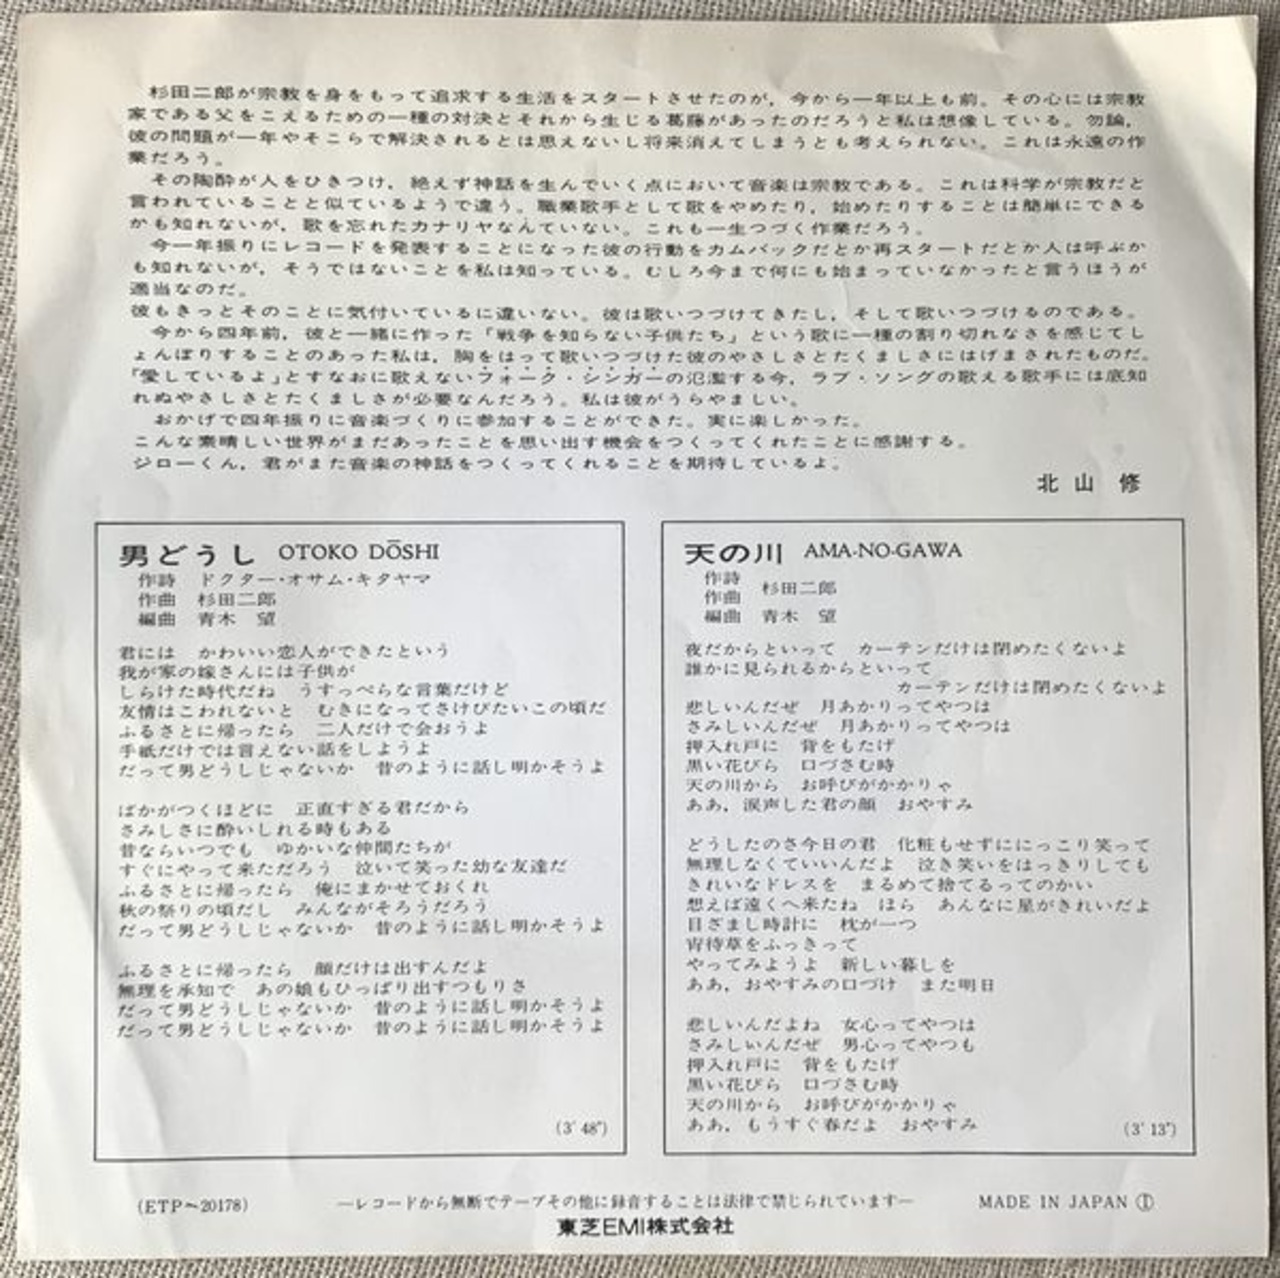 杉田二郎が宗教を身をもって追求する生活をスタートさせたのが，今から一年以上も前。その心には宗教
家である父をこえるための一種の対決とそれから生じる葛藤があったのだろうと私は想像している。勿論，
彼の問題が一年やそこらで解決されるとは思えないし将来消えてしまうとも考えられない。これは永遠の作
業だろう。
その陶酔が人をひきつけ，絶えず神話を生んでいく点において音楽は宗教である。これは科学が宗教だと
言われていることと似ているようで違う。職業歌手として歌をやめたり，始めたりすることは簡単にできる
かも知れないが，歌を忘れたカナリヤなんていない。これも一生つづく作業だろう。
今一年振りにレコードを発表することになった彼の行動をカムバックだとか再スタートだとか人は呼ぶか
も知れないが，そうではないことを私は知っている。むしろ今まで何にも始まっていなかったと言うほうが
適当なのだ。
彼もきっとそのことに気付いているに違いない。彼は歌いつづけてきたし，そして歌いつづけるのである。
今から四年前，彼と一緒に作った「戦争を知らない子供たち」という歌に一種の割り切れなさを感じてし
ょんぼりすることのあった私は，胸をはって歌いつづけた彼のやさしさとたくましさにはげまされたものだ。
「愛しているよ」とすなおに歌えないフォーク・シンガーの氾濫する今，ラブ・ソングの歌える歌手には底知
れぬやさしさとたくましさが必要なんだろう。私は彼がうらやましい。
おかげで四年振りに音楽づくりに参加することができた。実に楽しかった。
こんな素晴しい世界がまだあったことを思い出す機会をつくってくれたことに感謝する。
ジローくん，君がまた音楽の神話をつくってくれることを期待しているよ。
北山 修
男どうし OTOKO DŌSHI
作詩 ドクター・オサム・キタヤマ
作曲 杉田二郎
編曲 青木 望
君には かわいい恋人ができたという
我が家の嫁さんには子供が
しらけた時代だね うすっぺらな言葉だけど
友情はこわれないと むきになってさけびたいこの頃だ
ふるさとに帰ったら 二人だけで会おうよ
手紙だけでは言えない話をしようよ
だって男どうしじゃないか 昔のように話し明かそうよ
ばかがつくほどに 正直すぎる君だから
さみしさに酔いしれる時もある
昔ならいつでも ゆかいな仲間たちが
すぐにやって来ただろう 泣いて笑った幼な友達だ
ふるさとに帰ったら 俺にまかせておくれ
秋の祭りの頃だし みんながそろうだろう
だって男どうしじゃないか 昔のように話し明かそうよ
ふるさとに帰ったら 顔だけは出すんだよ
無理を承知で あの娘もひっぱり出すつもりさ
だって男どうしじゃないか 昔のように話し明かそうよ
だって男どうしじゃないか 昔のように話し明かそうよ
(3′48″)
天の川 AMA-NO-GAWA
作詩
作曲 杉田二郎
編曲 青木 望
夜だからといって カーテンだけは閉めたくないよ
誰かに見られるからといって
カーテンだけは閉めたくないよ
悲しいんだぜ 月あかりってやつは
さみしいんだぜ 月あかりってやつは
押入れ戸に 背をもたげ
黒い花びら 口づさむ時
天の川から お呼びがかかりゃ
ああ，涙声した君の顔 おやすみ
どうしたのさ今日の君 化粧もせずににっこり笑って
無理しなくていいんだよ 泣き笑いをはっきりしても
きれいなドレスを まるめて捨てるってのかい
想えば遠くへ来たね ほら あんなに星がきれいだよ
目ざまし時計に 枕が一つ
宵待草をふっきって
やってみようよ 新しい暮しを
ああ，おやすみの口づけ また明日
悲しいんだよね 女心ってやつは
さみしいんだぜ 男心ってやつも
押入れ戸に 背をもたげ
黒い花びら 口づさむ時
天の川から お呼びがかかりゃ
ああ，もうすぐ春だよ おやすみ
(3′13″)
(ETP〜20178)
―レコードから無断でテープその他に録音することは法律で禁じられています―
MADE IN JAPAN Ⓘ
東芝EMI株式会社